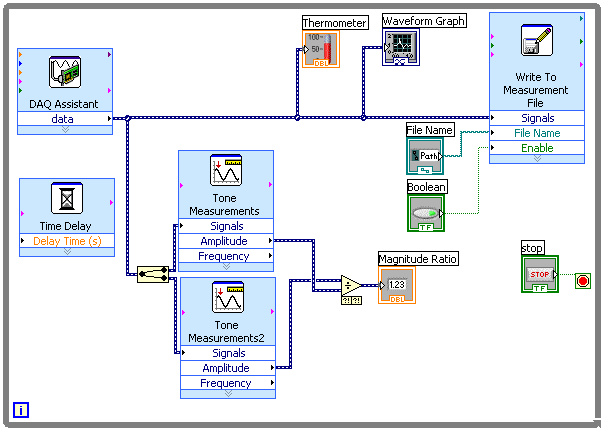 Thermometer
100
50
DBL
Waveform Graph
DAQ Assistant
data
Write To
Measurement
File
Signals
File Name
Enable
File Name
Path
Boolean
TF
Tone
Measurements
Signals
Amplitude
Frequency
Time Delay
Delay Time (s)
Magnitude Ratio
1.23
DBL
÷
?! ?!
stop
STOP
TF
Tone
Measurements2
Signals
Amplitude
Frequency
i